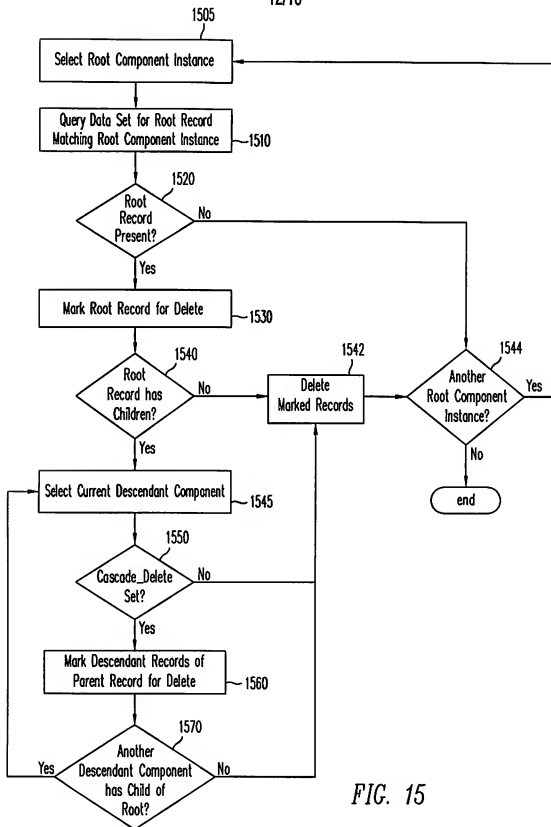 1505
Select Root Component Instance
Query Data Set for Root Record
Matching Root Component Instance
1510
1520
Root
Record
Present?
No
Yes
Mark Root Record for Delete
1530
1540
Root
Record has
Children?
No
Yes
1542
Delete
Marked Records
1544
Another
Root Component
Instance?
Yes
No
end
Select Current Descendant Component
1545
1550
Cascade_Delete
Set?
No
Yes
Mark Descendant Records of
Parent Record for Delete
1560
1570
Another
Descendant Component
has Child of
Root?
Yes
No
FIG. 15